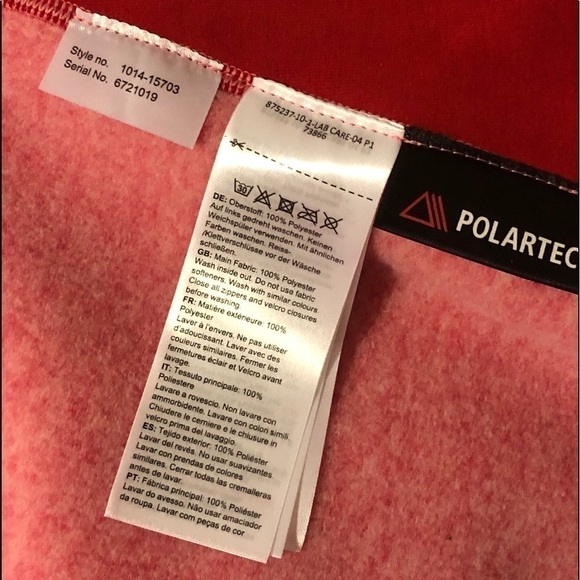 Style no. 1014-15703
Serial No. 6721019
875237-10-1-LAB CARE-04 P1
73866
30
DE: Oberstoff: 100% Polyester
Auf links gedreht waschen. Keinen
Weichspüler verwenden. Mit ähnlichen
Farben waschen. Reiss-
/Klettverschlüsse vor der Wäsche
schließen.
GB: Main Fabric: 100% Polyester
Wash inside out. Do not use fabric
softeners. Wash with similar colours.
Close all zippers and velcro closures
before washing.
FR: Matière extérieure: 100%
Polyester
Laver à l'envers. Ne pas utiliser
d'adoucissant. Laver avec des
couleurs similaires. Fermer les
fermetures éclair et Velcro avant
lavage.
IT: Tessuto principale: 100%
Poliestere
Lavare a rovescio. Non lavare con
ammorbidente. Lavare con colori simili.
Chiudere le cerniere e le chiusure in
velcro prima del lavaggio.
ES: Tejido exterior: 100% Poliéster
Lavar del revés. No usar suavizantes.
Lavar con prendas de colores
similares. Cerrar todas las cremalleras
antes de lavar.
PT: Fábrica principal: 100% Poliéster
Lavar do avesso. Não usar amaciador
da roupa. Lavar com peças de cor
POLARTEC